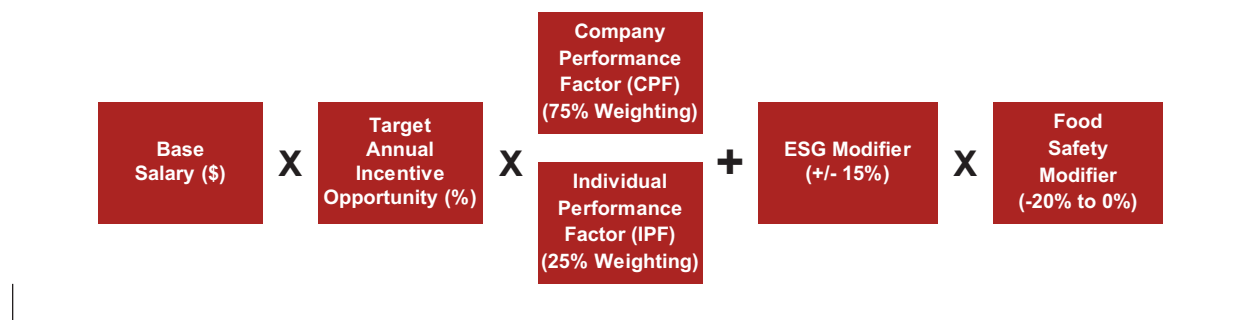 Base
Salary ($)
X
Target
Annual
Incentive
Opportunity (%)
X
Company
Performance
Factor (CPF)
(75% Weighting)
Individual
Performance
Factor (IPF)
(25% Weighting)
+
ESG Modifier
(+/- 15%)
X
Food
Safety
Modifier
(-20% to 0%)